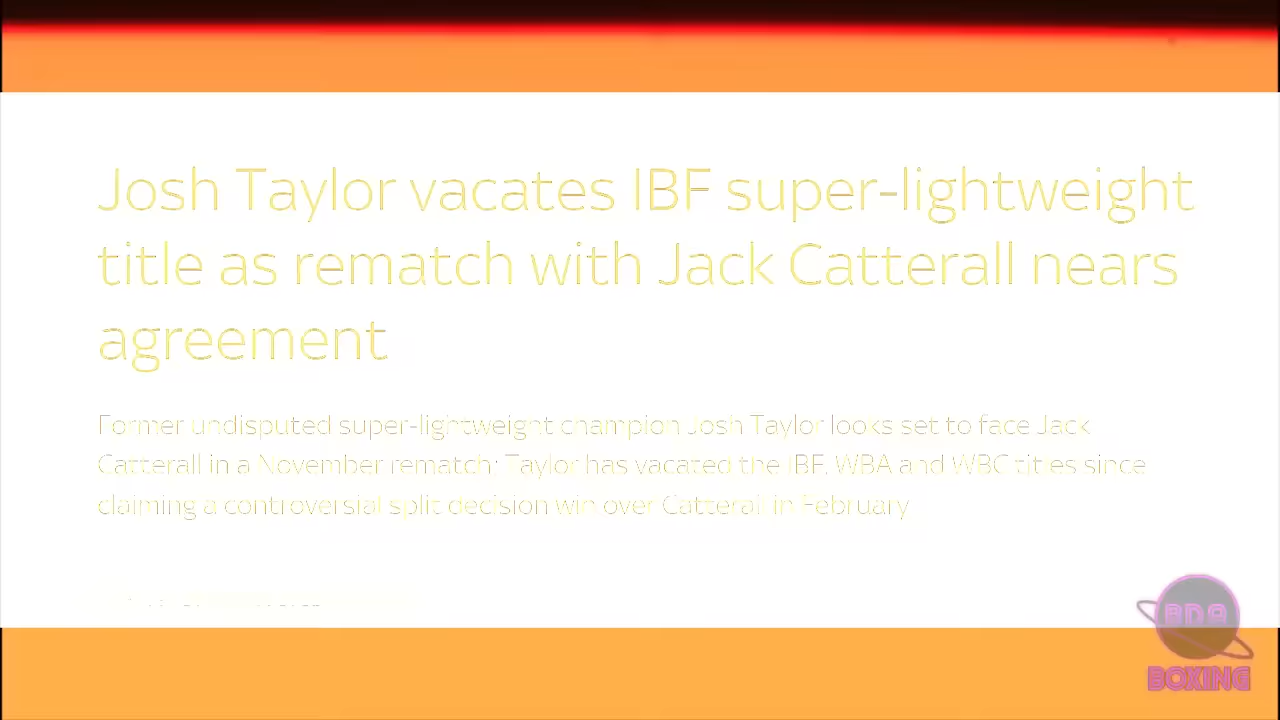 Josh Taylor vacates IBF super-lightweight
title as rematch with Jack Catterall nears
agreement
Former undisputed super-lightweight champion Josh Taylor looks set to face Jack
Catterall in a November rematch; Taylor has vacated the IBF, WBA and WBC titles since
claiming a controversial split decision win over Catterall in February
BOXING